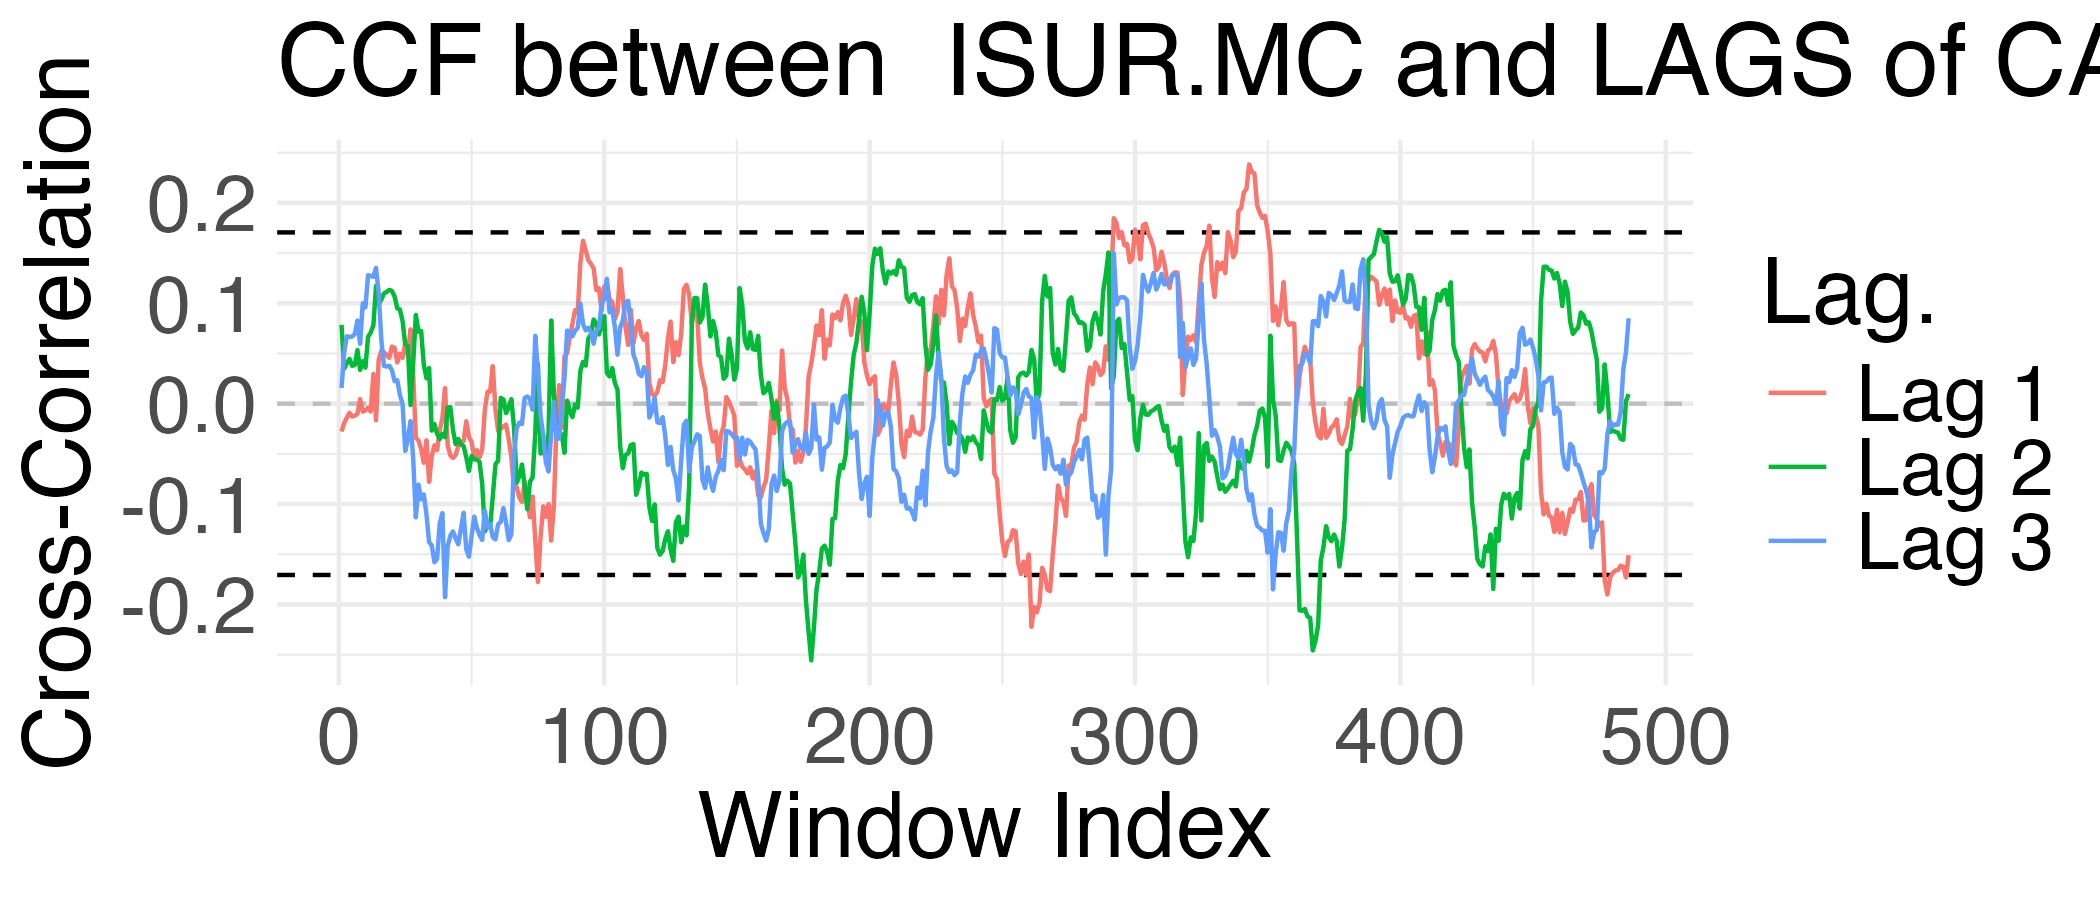 CCF between ISUR.MC and LAGS of CA
Cross-Correlation
0.2
0.1
0.0
-0.1
-0.2
0 100 200 300 400 500
Window Index
Lag.
Lag 1
Lag 2
Lag 3